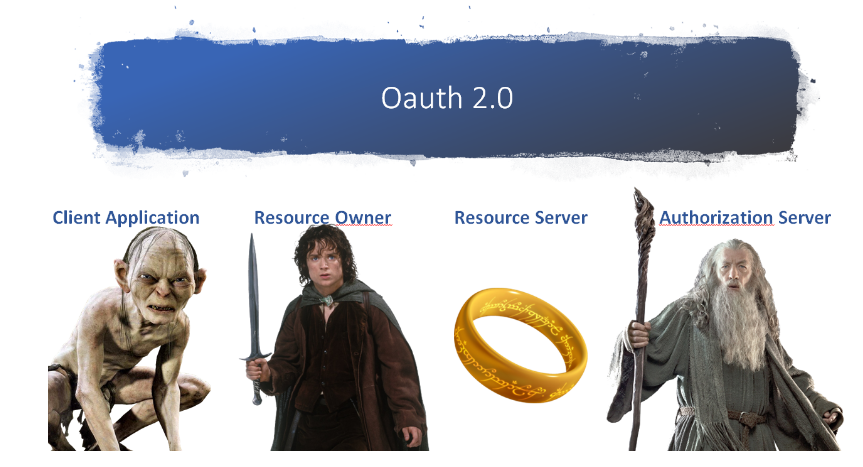 Oauth 2.0
Client Application
Resource Owner
Resource Server
Authorization Server